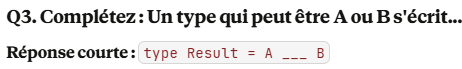 Q3. Complétez : Un type qui peut être A ou B s'écrit...
Réponse courte : type Result = A ___ B